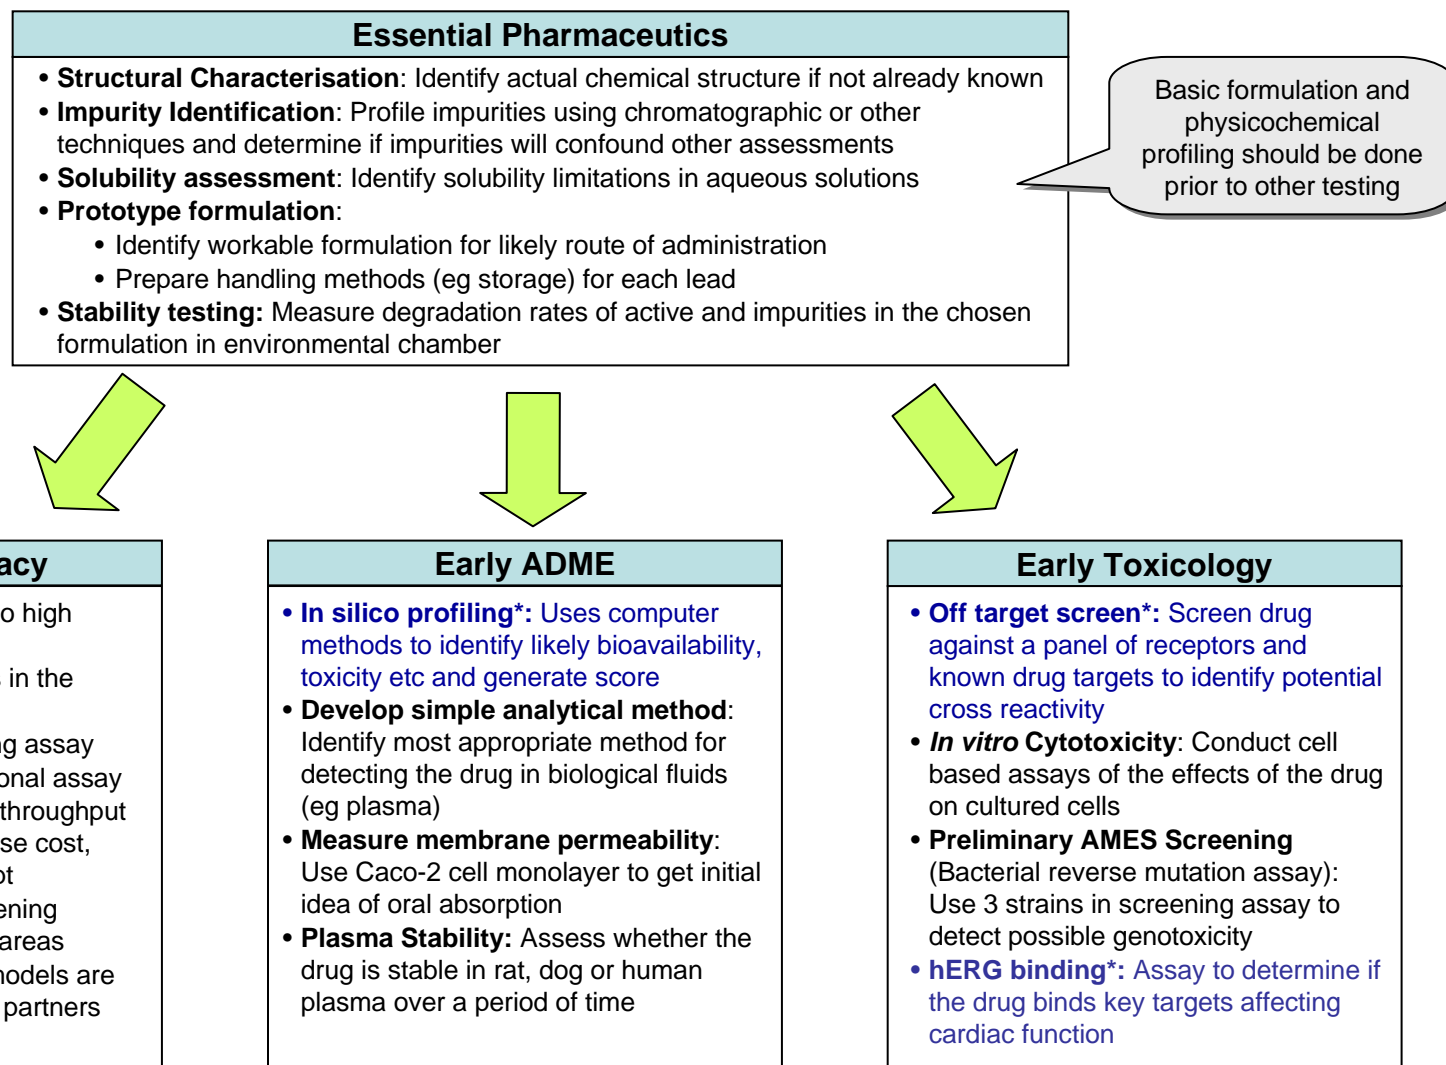 Essential Pharmaceutics
• Structural Characterisation: Identify actual chemical structure if not already known
• Impurity Identification: Profile impurities using chromatographic or other
techniques and determine if impurities will confound other assessments
• Solubility assessment: Identify solubility limitations in aqueous solutions
• Prototype formulation:
• Identify workable formulation for likely route of administration
• Prepare handling methods (eg storage) for each lead
• Stability testing: Measure degradation rates of active and impurities in the chosen
formulation in environmental chamber
Basic formulation and
physicochemical
profiling should be done
prior to other testing
acy
o high
s in the
ng assay
onal assay
throughput
se cost,
ot
ening
areas
models are
partners
Early ADME
• In silico profiling*: Uses computer
methods to identify likely bioavailability,
toxicity etc and generate score
• Develop simple analytical method:
Identify most appropriate method for
detecting the drug in biological fluids
(eg plasma)
• Measure membrane permeability:
Use Caco-2 cell monolayer to get initial
idea of oral absorption
• Plasma Stability: Assess whether the
drug is stable in rat, dog or human
plasma over a period of time
Early Toxicology
• Off target screen*: Screen drug
against a panel of receptors and
known drug targets to identify potential
cross reactivity
• In vitro Cytotoxicity: Conduct cell
based assays of the effects of the drug
on cultured cells
• Preliminary AMES Screening
(Bacterial reverse mutation assay):
Use 3 strains in screening assay to
detect possible genotoxicity
• hERG binding*: Assay to determine if
the drug binds key targets affecting
cardiac function